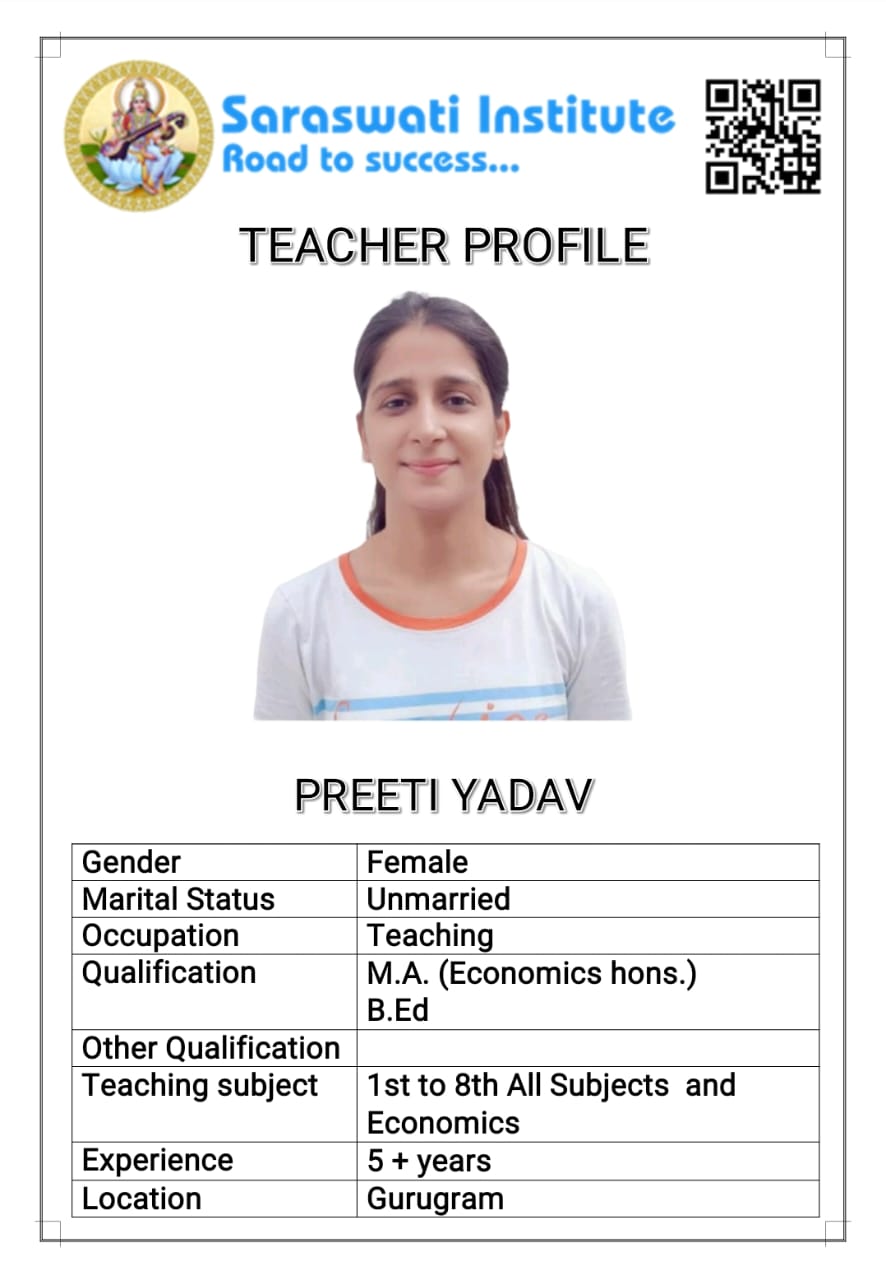 Saraswati Institute
Road to success...
TEACHER PROFILE
PREETI YADAV
Gender Female
Marital Status Unmarried
Occupation Teaching
Qualification M.A. (Economics hons.)
B.Ed
Other Qualification
Teaching subject 1st to 8th All Subjects and
Economics
Experience 5 + years
Location Gurugram